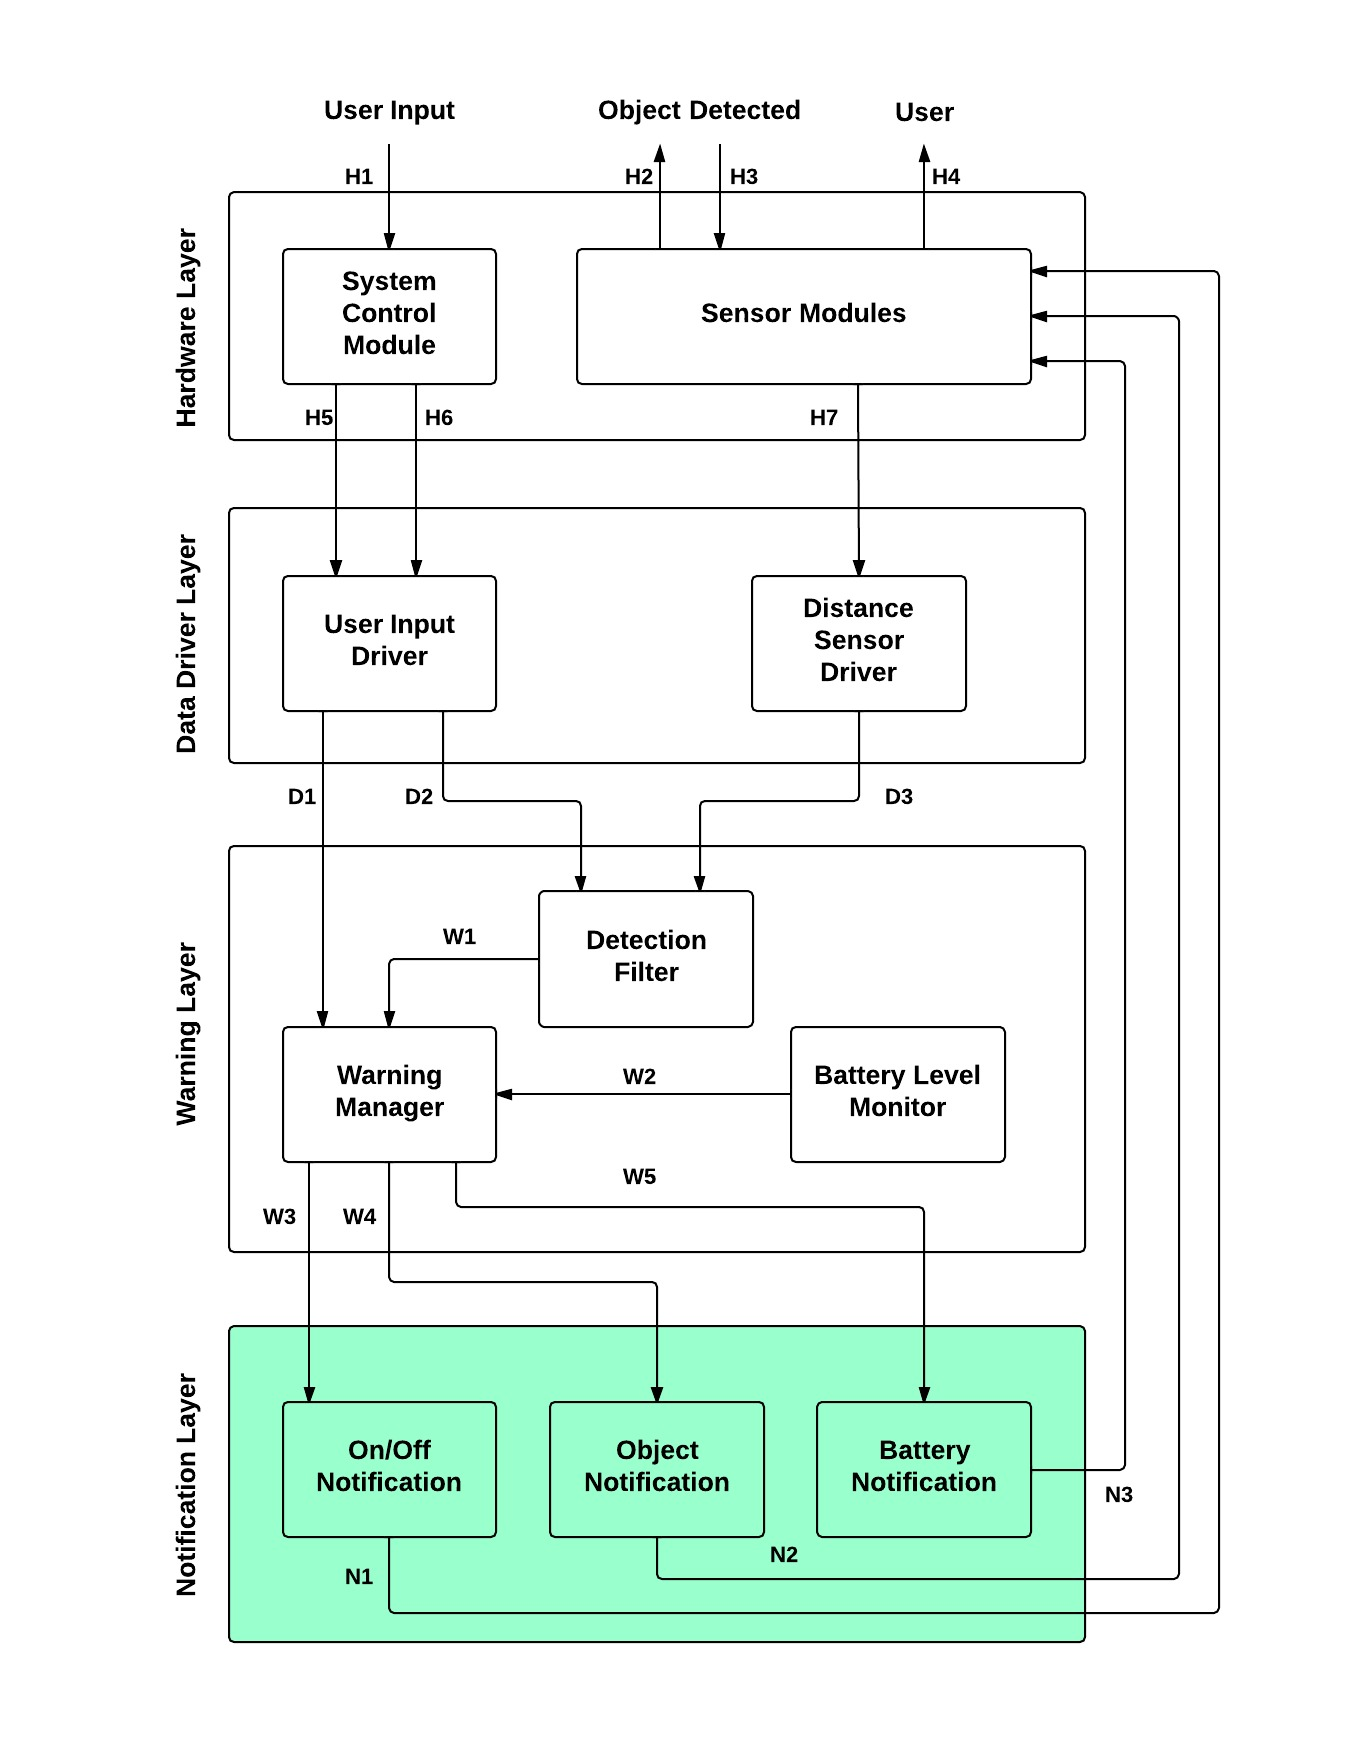 User Input
Object Detected
User
H1
H2
H3
H4
Hardware Layer
System
Control
Module
Sensor Modules
H5
H6
H7
Data Driver Layer
User Input
Driver
Distance
Sensor
Driver
D1
D2
D3
Warning Layer
W1
Detection
Filter
Warning
Manager
W2
Battery Level
Monitor
W3
W4
W5
Notification Layer
On/Off
Notification
Object
Notification
Battery
Notification
N3
N2
N1